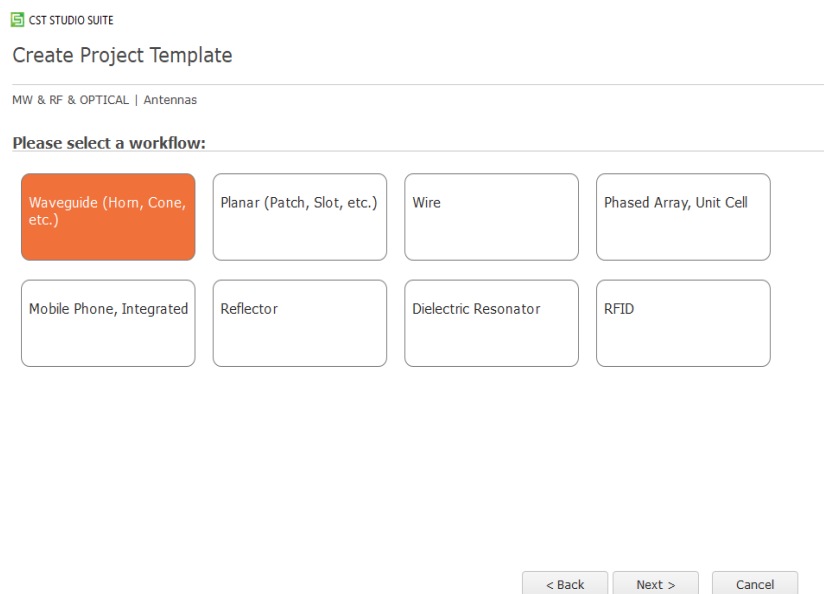 CST STUDIO SUITE
Create Project Template
MW & RF & OPTICAL | Antennas
Please select a workflow:
Waveguide (Horn, Cone,
etc.)
Planar (Patch, Slot, etc.)
Wire
Phased Array, Unit Cell
Mobile Phone, Integrated
Reflector
Dielectric Resonator
RFID
< Back
Next >
Cancel